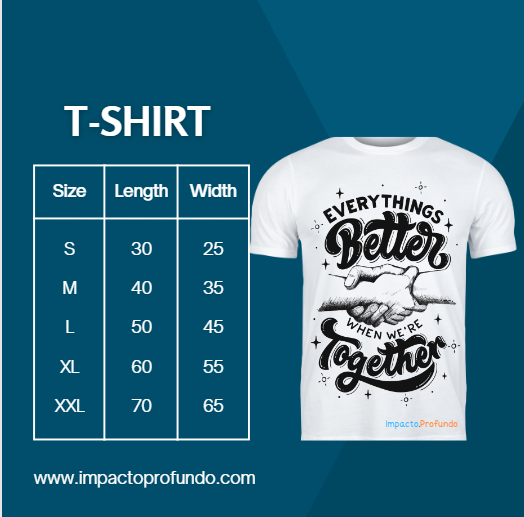 T-SHIRT
Size Length Width
S 30 25
M 40 35
L 50 45
XL 60 55
XXL 70 65
www.impactoprofundo.com
EVERYTHINGS
Better
WHEN WE'RE
Together
Impacto.Profundo